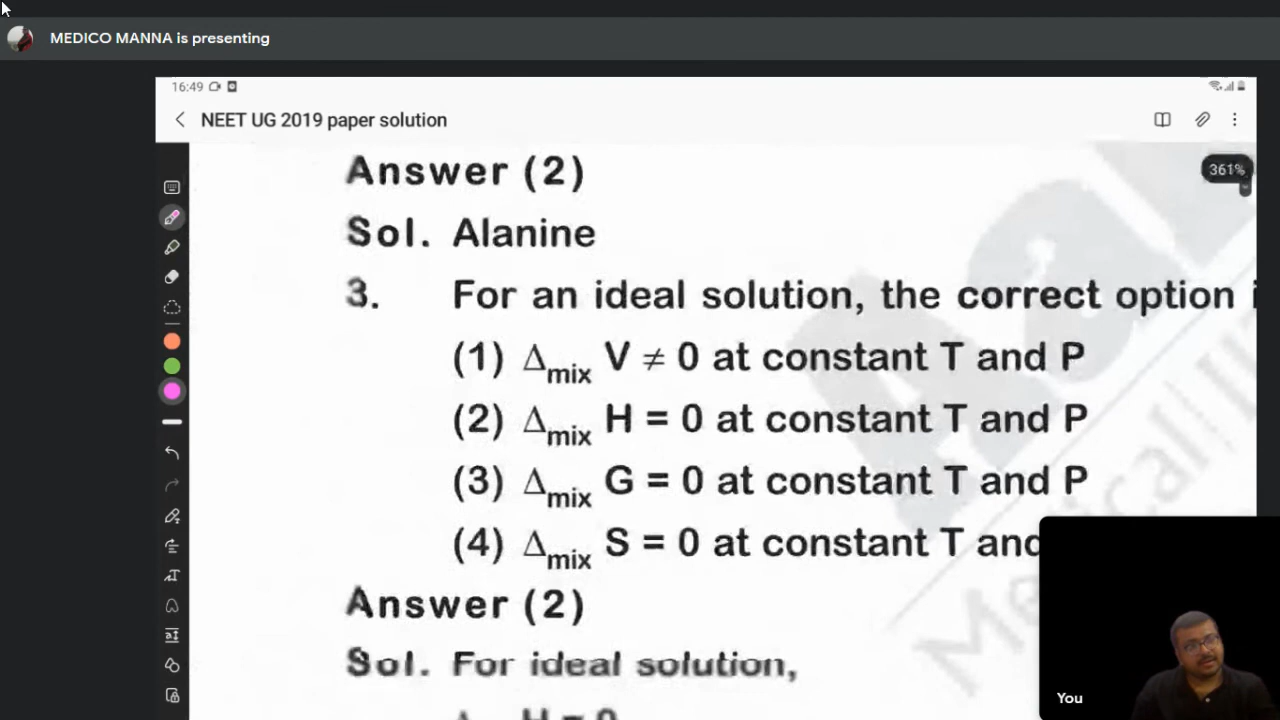 MEDICO MANNA is presenting
16:49
NEET UG 2019 paper solution
Answer (2)
361%
Sol. Alanine
3. For an ideal solution, the correct option
(1) Δmix V ≠ 0 at constant T and P
(2) Δmix H = 0 at constant T and P
(3) Δmix G = 0 at constant T and P
(4) Δmix S = 0 at constant T and
Answer (2)
Sol. For ideal solution,
H = 0
You